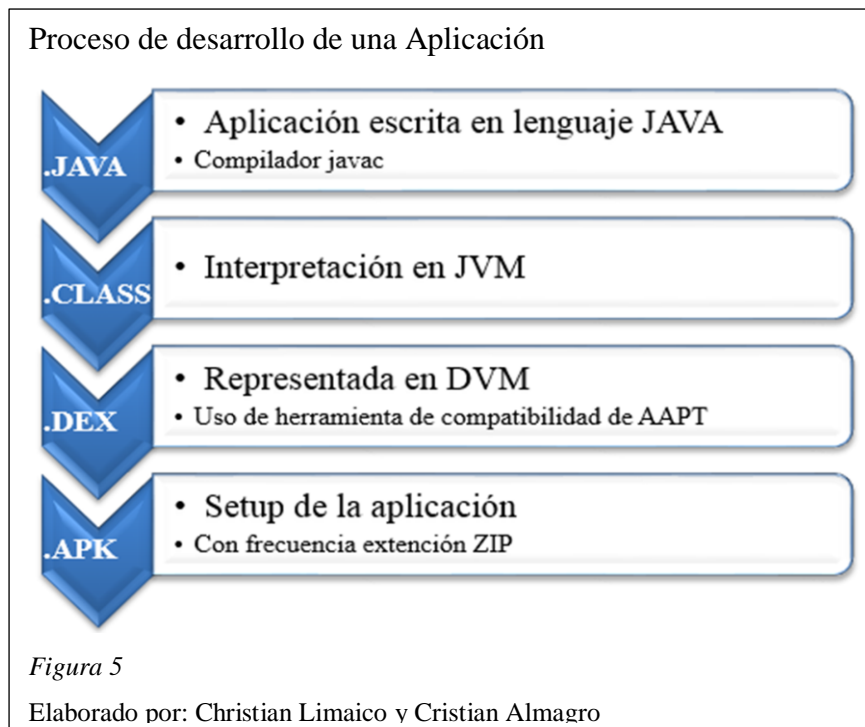 Proceso de desarrollo de una Aplicación
.JAVA
• Aplicación escrita en lenguaje JAVA
• Compilador javac
.CLASS
• Interpretación en JVM
.DEX
• Representada en DVM
• Uso de herramienta de compatibilidad de AAPT
.APK
• Setup de la aplicación
• Con frecuencia extención ZIP
Figura 5
Elaborado por: Christian Limaico y Cristian Almagro